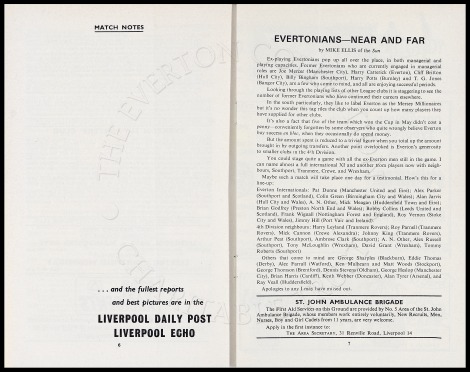 MATCH NOTES
. . . and the fullest reports
and best pictures are in the
LIVERPOOL DAILY POST
LIVERPOOL ECHO
6
EVERTONIANS—NEAR AND FAR
by MIKE ELLIS of the Sun
Ex-playing Evertonians pop up all over the place, in both managerial and
playing capacities. Former Evertonians who are currently engaged in managerial
roles are Joe Mercer (Manchester City), Harry Catterick (Everton), Cliff Britton
(Hull City), Billy Bingham (Southport), Harry Potts (Burnley) and T. G. Jones
(Bangor City), are a few who come to mind, and all are enjoying successful periods.
Looking through the playing lists of other League clubs it is staggering to see the
number of former Evertonians who have continued their careers elsewhere.
In the south particularly, they like to label Everton as the Mersey Millionaires
but it's no wonder this tag riles the club when you count up how many players they
have supplied for other clubs.
It's also a fact that five of the team which won the Cup in May didn't cost a
penny—conveniently forgotten by some observers who quite wrongly believe Everton
buy success as also, when they occasionally do spend money.
But the amount spent is reduced to a trivial figure when you total up the amount
brought in by outgoing transfers. Another point overlooked is Everton's generosity
to smaller clubs in the 4th Division.
You could stage quite a game with all the ex-Everton men still in the game. I
can name almost a full international XI and another from players now with neigh-
bours, Southport, Tranmere, Crewe, and Wrexham.
Maybe such a match will take place one day for a testimonial. How's this for a
line-up:
Everton Internationals: Pat Dunne (Manchester United and Eire); Alex Parker
(Southport and Scotland), Colin Green (Birmingham City and Wales); Alan Jarvis
(Hull City and Wales), A. N. Other, Mick Meagan (Huddersfield Town and Eire);
Brian Godfrey (Preston North End and Wales); Bobby Collins (Leeds United and
Scotland), Frank Wignall (Nottingham Forest and England), Roy Vernon (Stoke
City and Wales), Jimmy Hill (Port Vale and Ireland).
4th Division neighbours: Harry Leyland (Tranmere Rovers); Roy Parnall (Tranmere
Rovers), Mick Gannon (Crewe Alexandra); Johnny King (Tranmere Rovers),
Arthur Peat (Southport), Ambrose Clark (Southport); A. N. Other, Alex Russell
(Southport), Tony McLoughlin (Wrexham), David Grant (Wrexham), Tommy
Roberts (Southport).
Others that come to mind are George Sharples (Blackburn), Eddie Thomas
(Derby), Alec Farrall (Watford), Ken Mulhearn and Matt Woods (Stockport),
George Thomson (Brentford), Dennis Stevens (Oldham), George Heslop (Manchester
City), Brian Harris (Cardiff), Keith Webber (Doncaster), Alan Tyler (Arsenal), and
Ray Veall (Huddersfield).
Apologies to any I may have missed out.
ST. JOHN AMBULANCE BRIGADE
The First Aid Services on this Ground are provided by No. 5 Area of the St. John
Ambulance Brigade, whose members work entirely voluntarily. New Recruits, Men,
Nurses, Boy and Girl Cadets from 11 years, are very welcome.
Apply in the first instance to:
THE AREA SECRETARY, 31 Renville Road, Liverpool 14
7